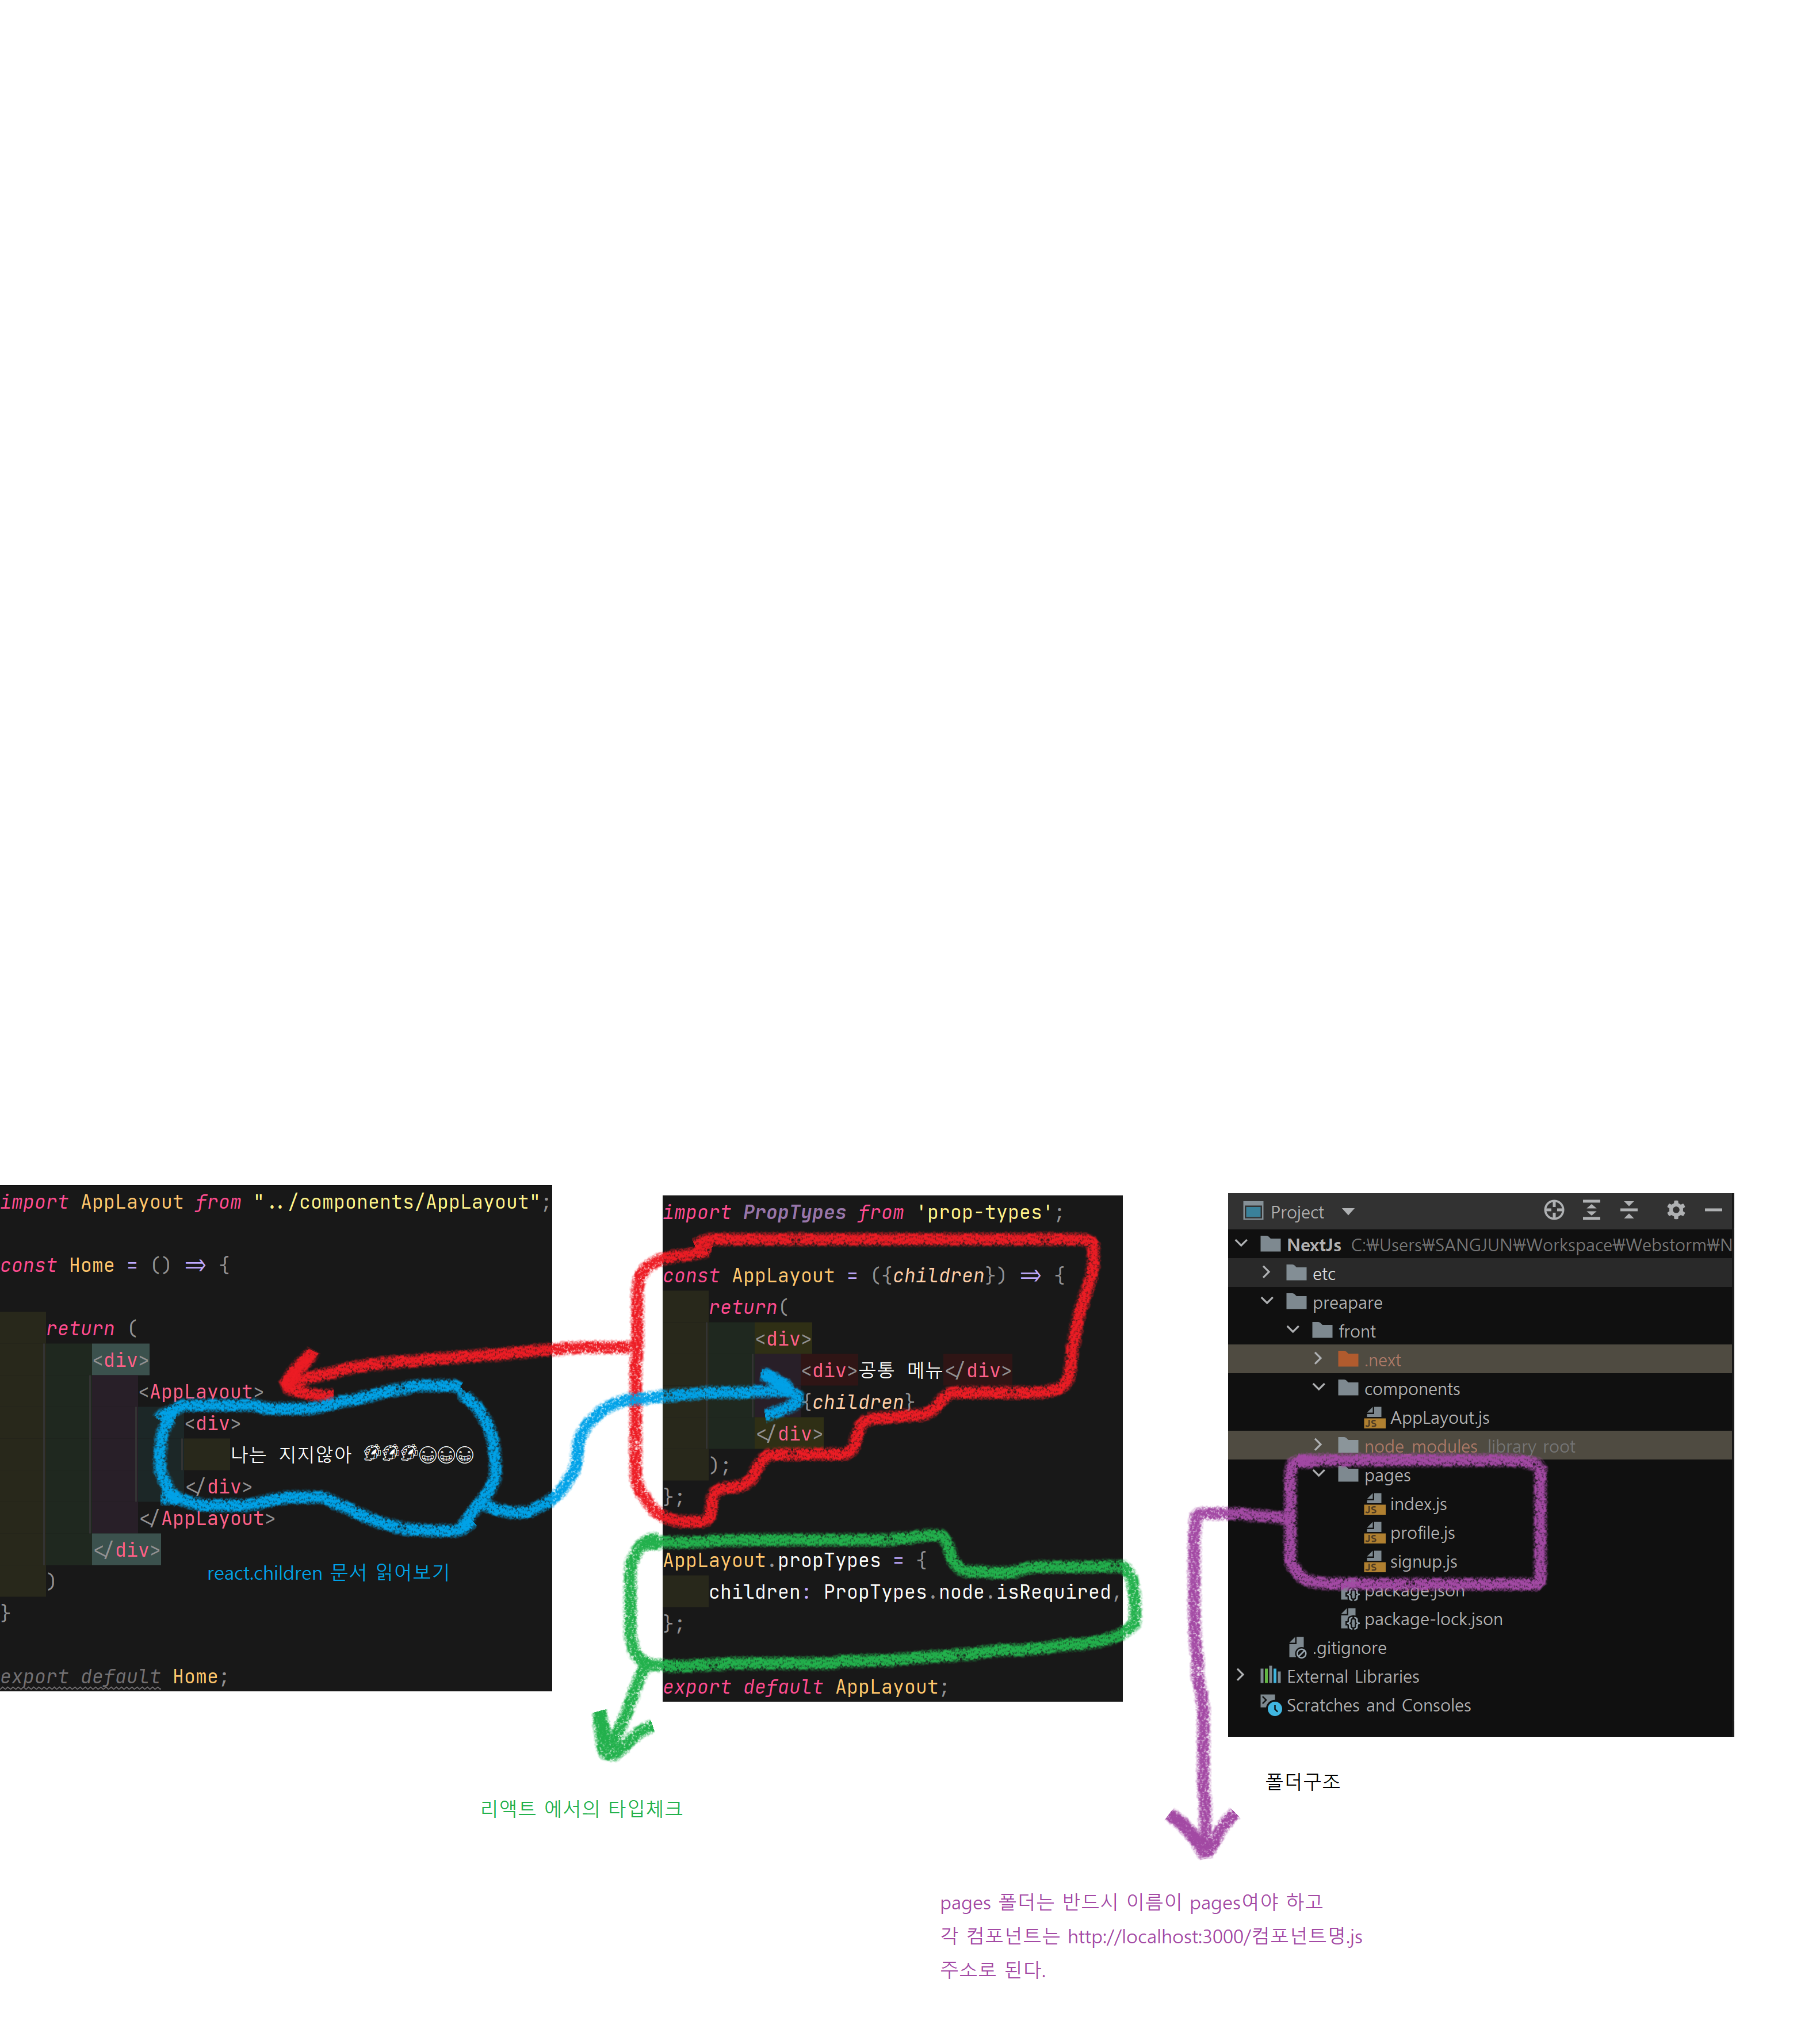 import AppLayout from "../components/AppLayout";
const Home = () => {
return (
<div>
<AppLayout>
<div>
나는 지지않아 🤣🤣🤣😀😀😀
</div>
</AppLayout>
</div>
)
}
export default Home;
react.children 문서 읽어보기
import PropTypes from 'prop-types';
const AppLayout = ({children}) => {
return(
<div>
<div>공통 메뉴</div>
{children}
</div>
);
};
AppLayout.propTypes = {
children: PropTypes.node.isRequired,
};
export default AppLayout;
리액트 에서의 타입체크
Project
NextJs C:₩Users₩SANGJUN₩Workspace₩Webstorm₩N
etc
preapare
front
.next
components
AppLayout.js
node_modules library root
pages
index.js
profile.js
signup.js
package.json
package-lock.json
.gitignore
External Libraries
Scratches and Consoles
폴더구조
pages 폴더는 반드시 이름이 pages여야 하고
각 컴포넌트는 http://localhost:3000/컴포넌트명.js
주소로 된다.